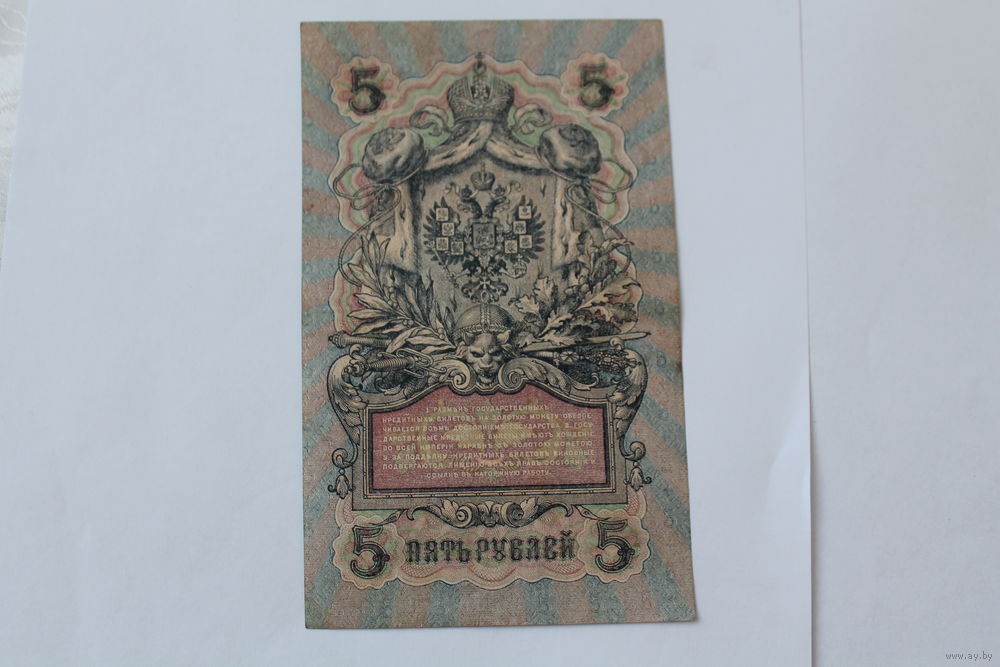 5 5
1. РАЗМѢНЪ ГОСУДАРСТВЕННЫХЪ
КРЕДИТНЫХЪ БИЛЕТОВЪ НА ЗОЛОТУЮ МОНЕТУ ОБЕЗПЕ-
ЧИВАЕТСЯ ВСѢМЪ ДОСТОЯНІЕМЪ ГОСУДАРСТВА. 2. ГОСУ-
ДАРСТВЕННЫЕ КРЕДИТНЫЕ БИЛЕТЫ ИМѢЮТЪ ХОЖДЕНІЕ
ВО ВСЕЙ ИМПЕРІИ НАРАВНѢ СЪ ЗОЛОТОЮ МОНЕТОЮ.
3. ЗА ПОДДѢЛКУ КРЕДИТНЫХЪ БИЛЕТОВЪ ВИНОВНЫЕ
ПОДВЕРГАЮТСЯ ЛИШЕНІЮ ВСѢХЪ ПРАВЪ СОСТОЯНІЯ И
ССЫЛКѢ ВЪ КАТОРЖНУЮ РАБОТУ.
5 ПЯТЬ РУБЛЕЙ 5
www.ay.by